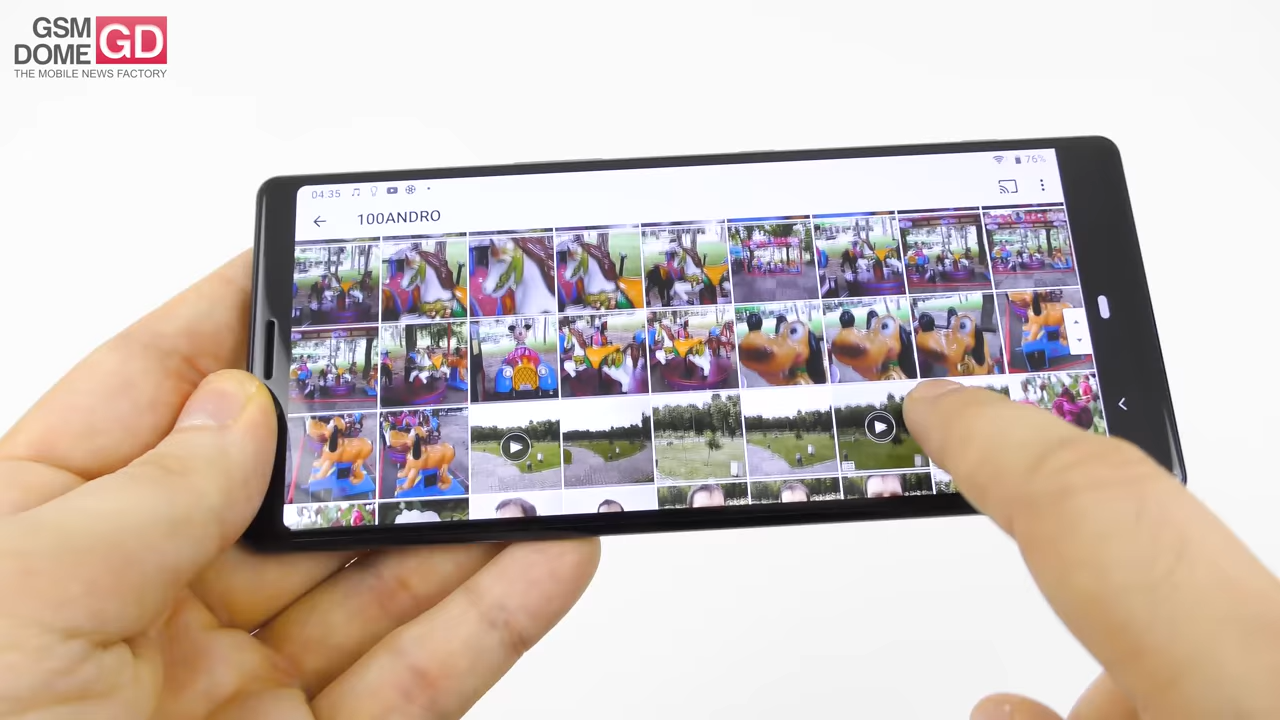 GSM
DOME GD
THE MOBILE NEWS FACTORY
04:35
76%
100ANDRO